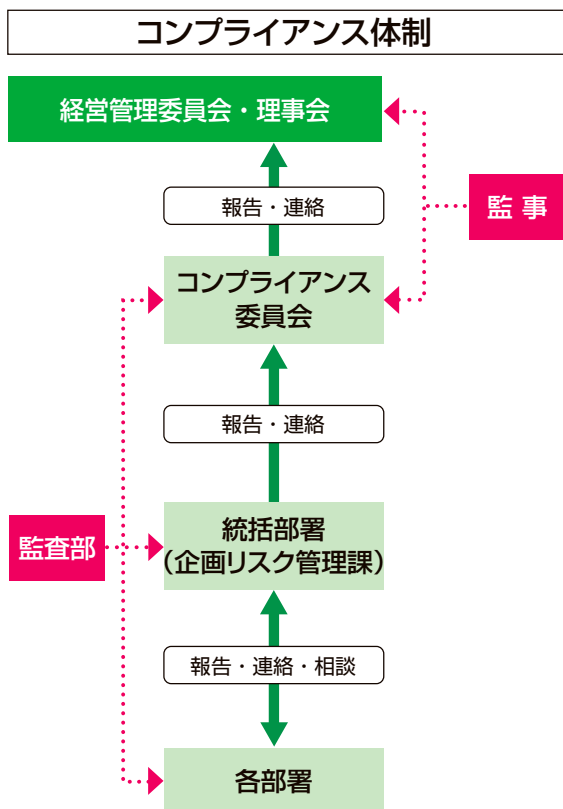 コンプライアンス体制
経営管理委員会・理事会
報告・連絡
監事
コンプライアンス
委員会
報告・連絡
監査部
統括部署
(企画リスク管理課)
報告・連絡・相談
各部署